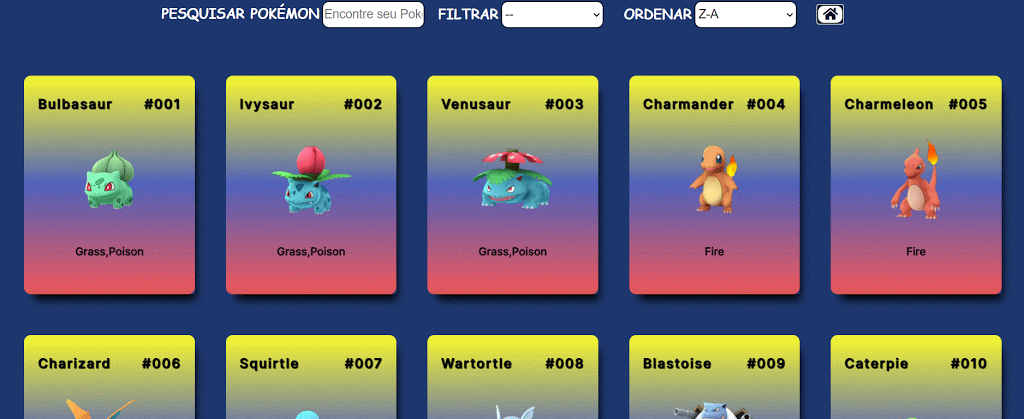 PESQUISAR POKÉMON Encontre seu Pok FILTRAR -- ORDENAR Z-A
Bulbasaur #001 Ivysaur #002 Venusaur #003 Charmander #004 Charmeleon #005
Grass,Poison Grass,Poison Grass,Poison Fire Fire
Charizard #006 Squirtle #007 Wartortle #008 Blastoise #009 Caterpie #010